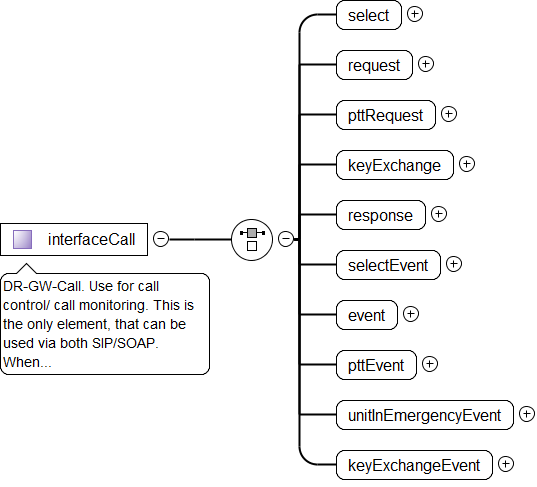 select
request
pttRequest
keyExchange
response
interfaceCall
selectEvent
DR-GW-Call. Use for call
control/ call monitoring. This is
the only element, that can be
used via both SIP/SOAP.
When...
event
pttEvent
unitInEmergencyEvent
keyExchangeEvent